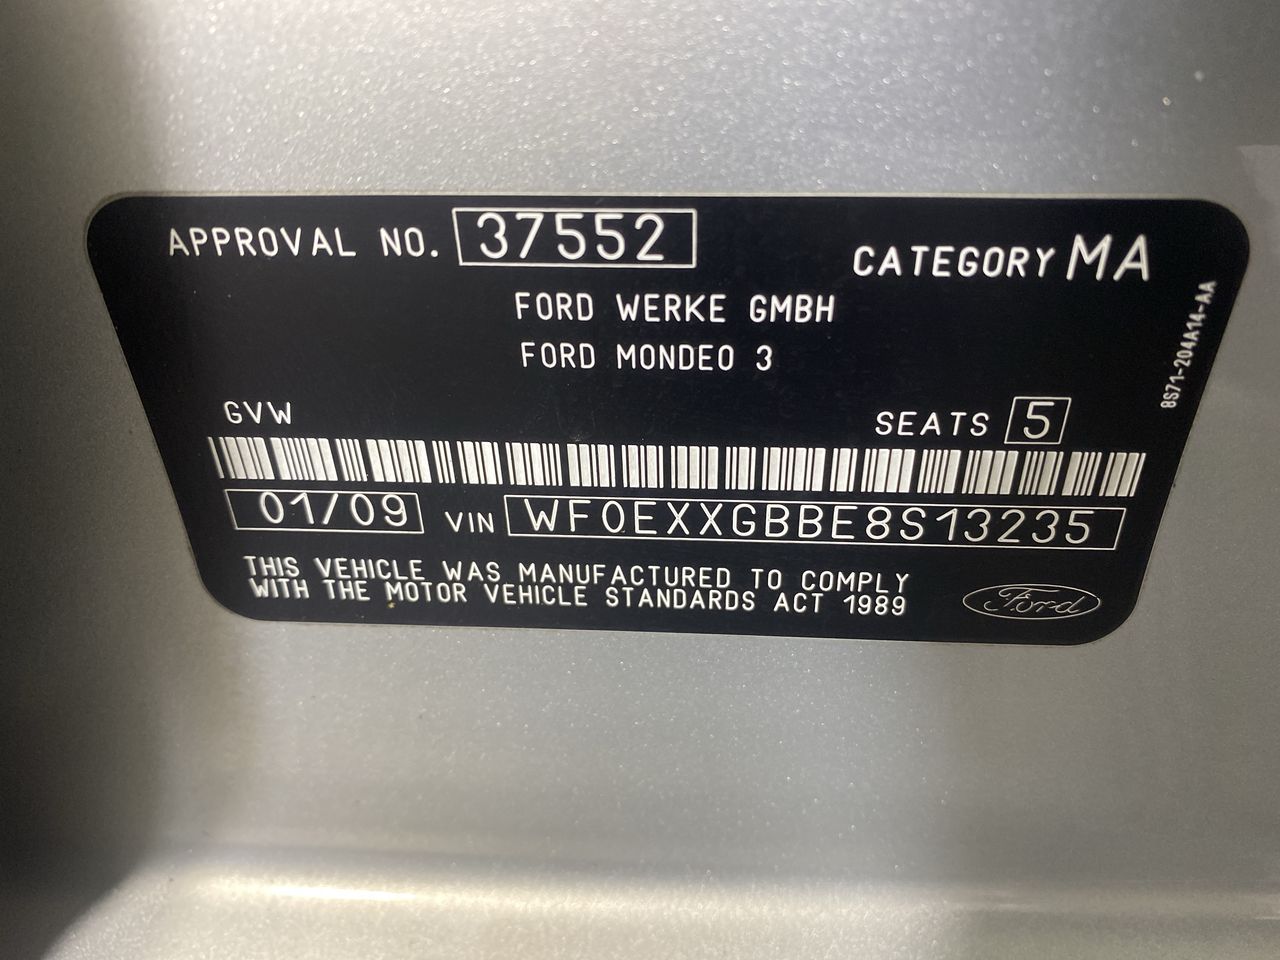 APPROVAL NO. 37552
CATEGORY MA
FORD WERKE GMBH
FORD MONDEO 3
8S71-204A14-AA
GVW
SEATS 5
01/09 VIN WF0EXXGBBE8S13235
THIS VEHICLE WAS MANUFACTURED TO COMPLY
WITH THE MOTOR VEHICLE STANDARDS ACT 1989
Ford